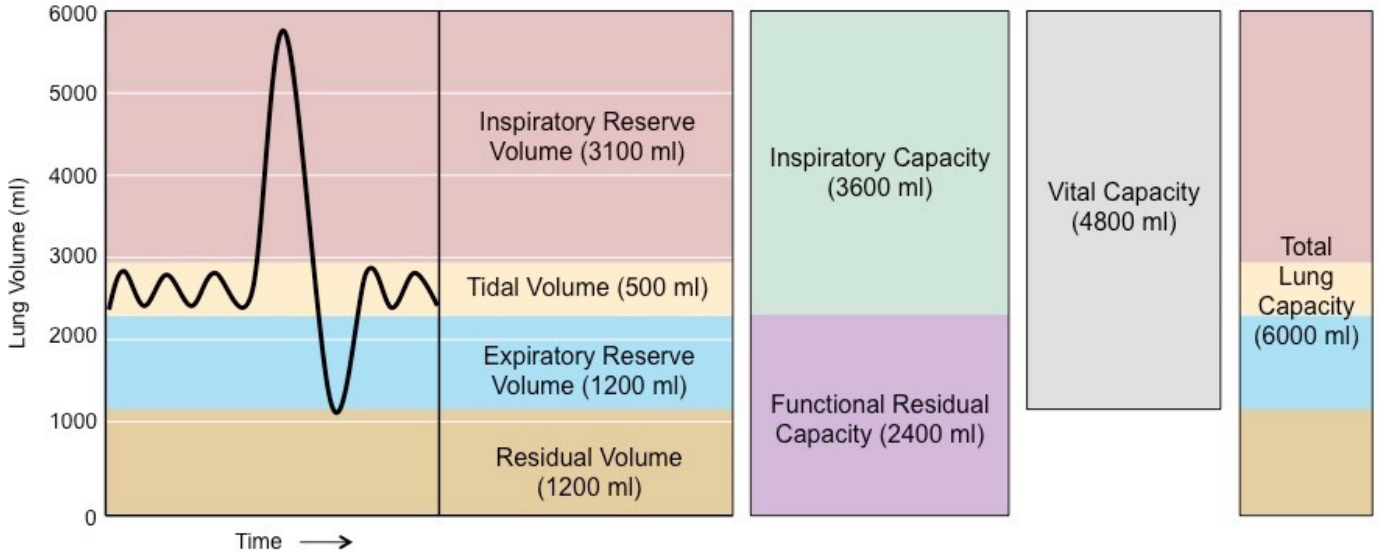 6000
5000
4000
3000
2000
1000
0
Lung Volume (ml)
Time
Inspiratory Reserve
Volume (3100 ml)
Tidal Volume (500 ml)
Expiratory Reserve
Volume (1200 ml)
Residual Volume
(1200 ml)
Inspiratory Capacity
(3600 ml)
Functional Residual
Capacity (2400 ml)
Vital Capacity
(4800 ml)
Total
Lung
Capacity
(6000 ml)